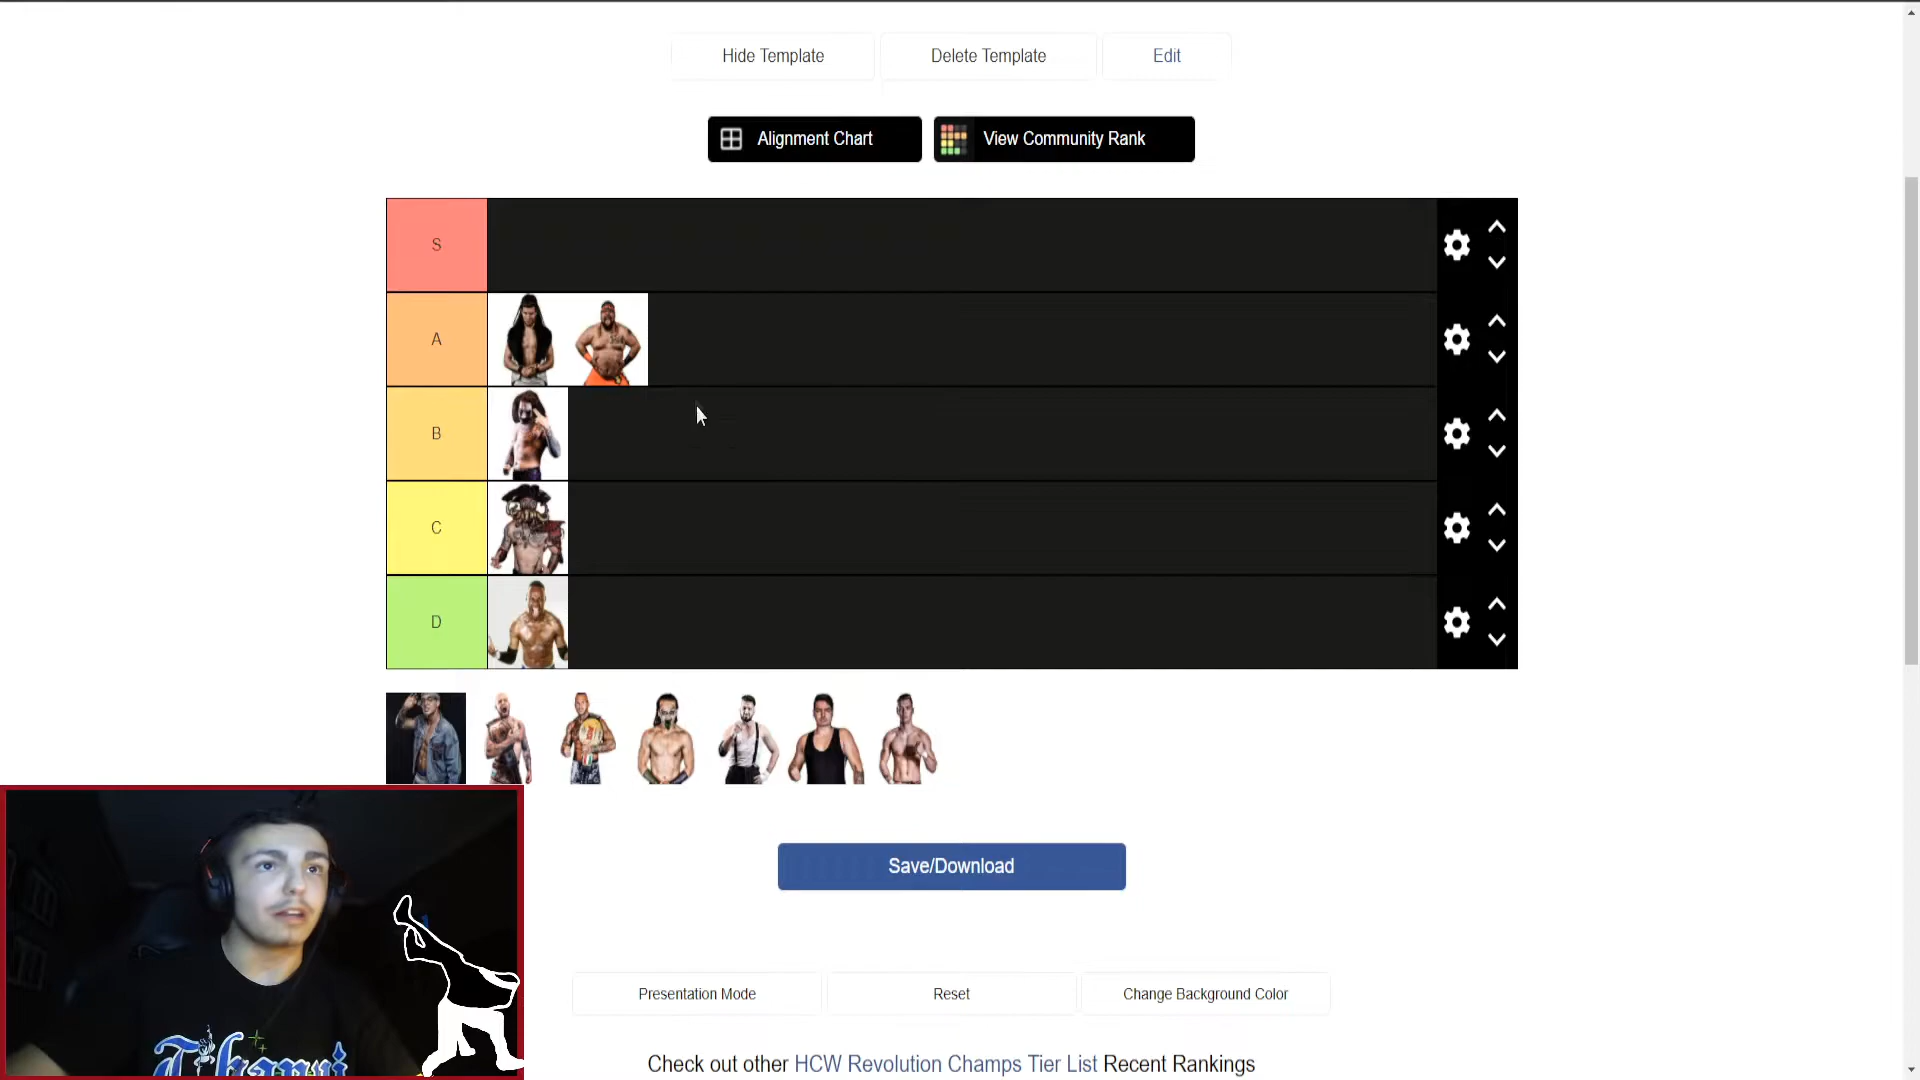 Hide Template Delete Template Edit
Alignment Chart View Community Rank
S
A
B
C
D
Save/Download
Presentation Mode Reset Change Background Color
Check out other HCW Revolution Champs Tier List Recent Rankings